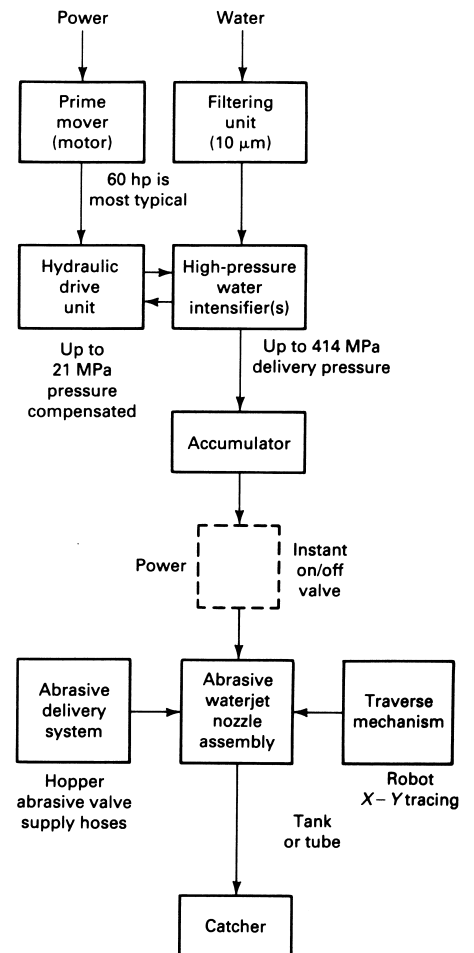 Power
Water
Prime
mover
(motor)
Filtering
unit
(10 μm)
60 hp is
most typical
Hydraulic
drive
unit
High-pressure
water
intensifier(s)
Up to
21 MPa
pressure
compensated
Up to 414 MPa
delivery pressure
Accumulator
Power
Instant
on/off
valve
Abrasive
delivery
system
Abrasive
waterjet
nozzle
assembly
Traverse
mechanism
Hopper
abrasive valve
supply hoses
Robot
X – Y tracing
Tank
or tube
Catcher